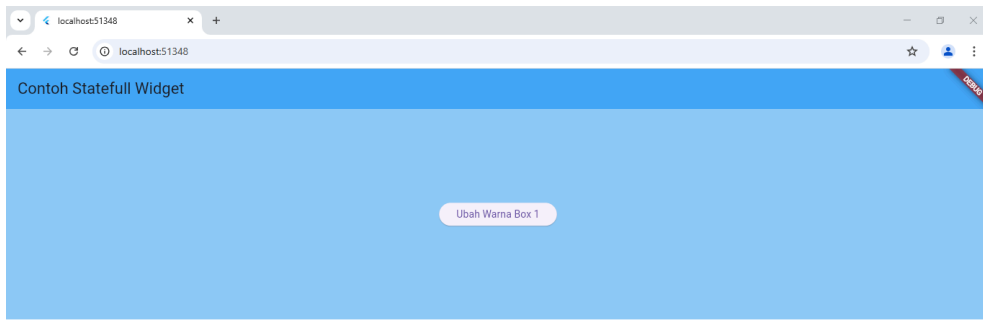 localhost:51348
localhost:51348
Contoh Statefull Widget
DEBUG
Ubah Warna Box 1